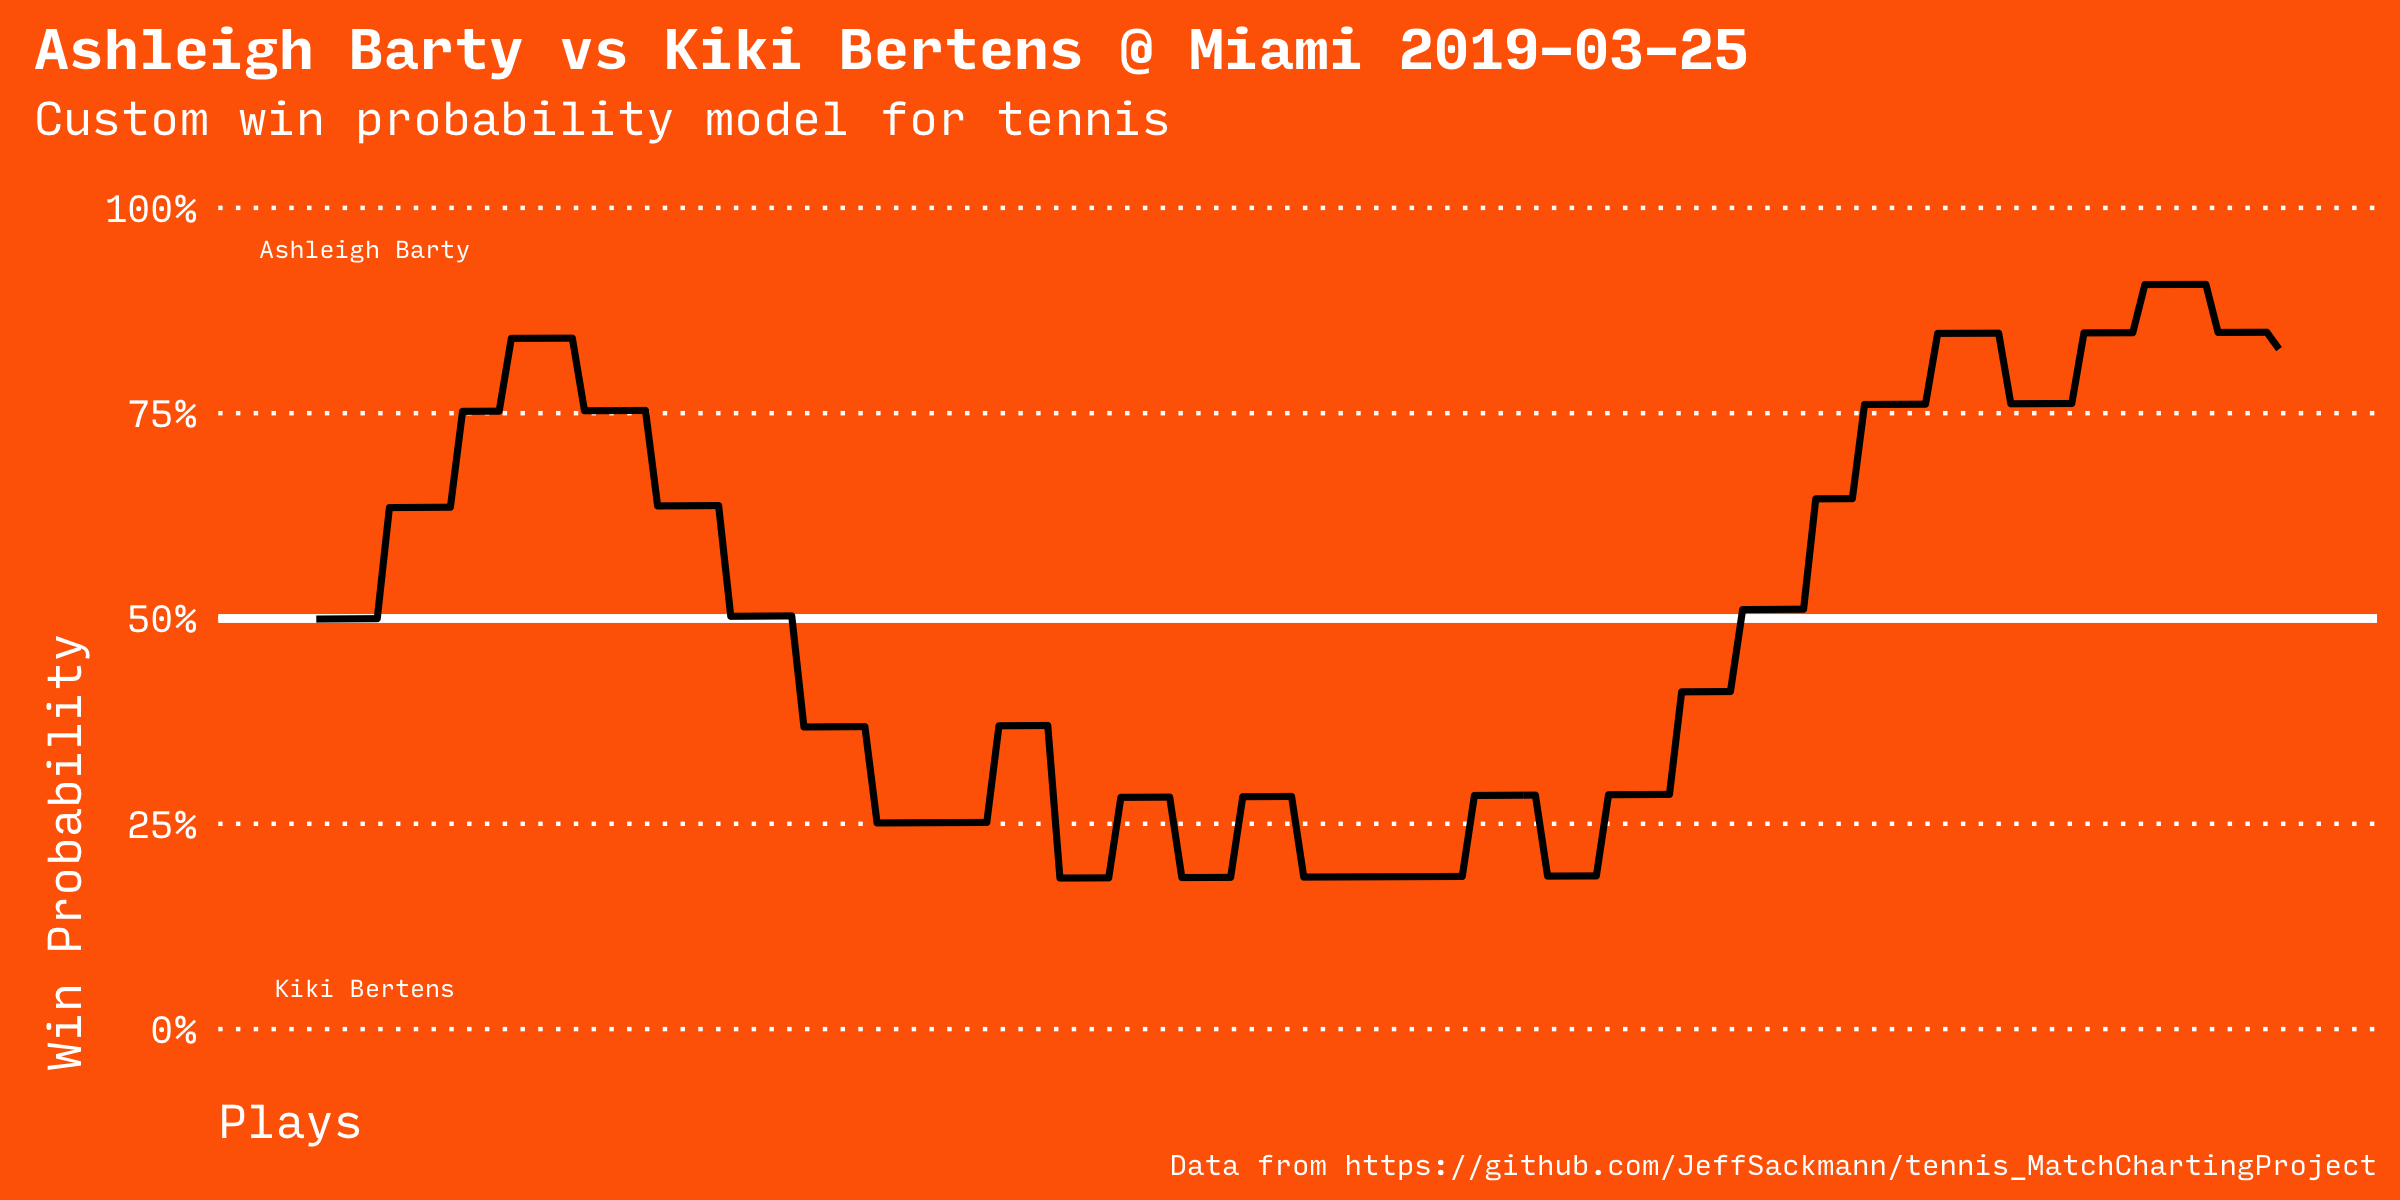 Ashleigh Barty vs Kiki Bertens @ Miami 2019-03-25
Custom win probability model for tennis
100%
Ashleigh Barty
75%
50%
25%
Kiki Bertens
0%
Win Probability
Plays
Data from https://github.com/JeffSackmann/tennis_MatchChartingProject